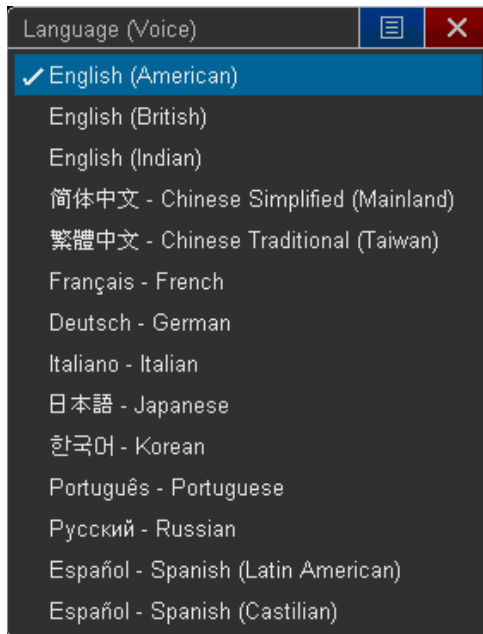 Language (Voice)
English (American)
English (British)
English (Indian)
简体中文 - Chinese Simplified (Mainland)
繁體中文 - Chinese Traditional (Taiwan)
Français - French
Deutsch - German
Italiano - Italian
日本語 - Japanese
한국어 - Korean
Português - Portuguese
Русский - Russian
Español - Spanish (Latin American)
Español - Spanish (Castilian)